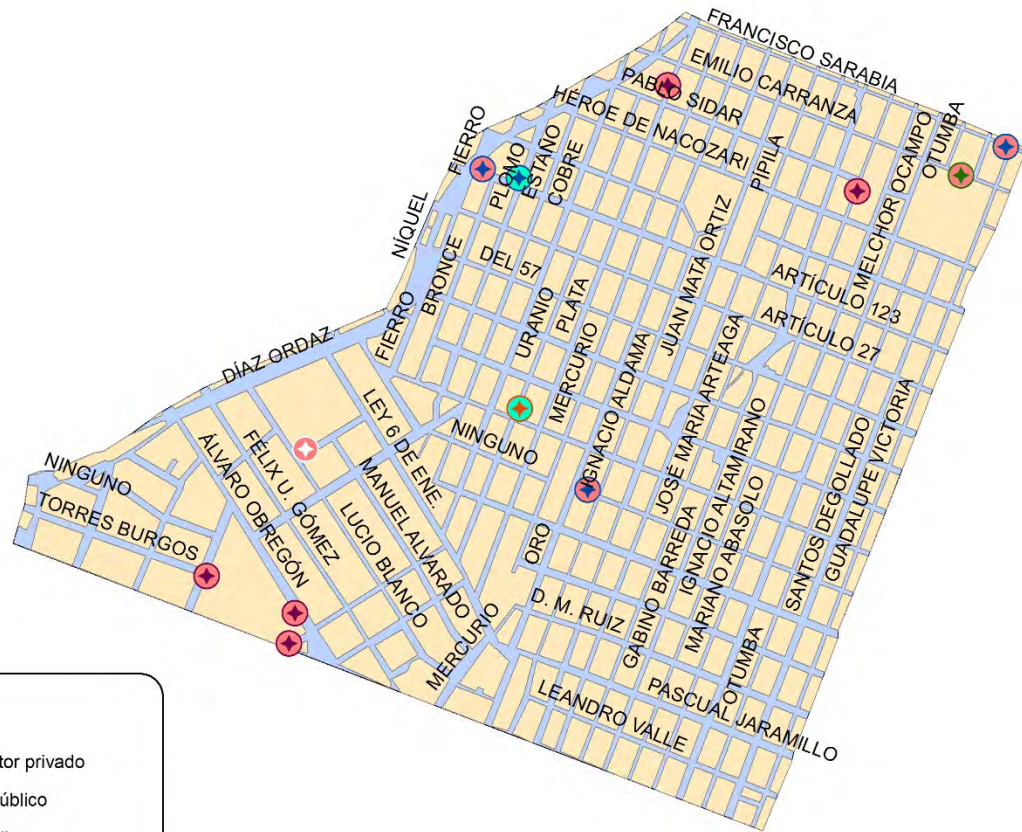 FRANCISCO SARABIA
EMILIO CARRANZA
PABLO SIDAR
HÉROE DE NACOZARI
OTUMBA
MELCHOR OCAMPO
PIPILA
FIERRO
PLOMO
ESTAÑO
COBRE
NÍQUEL
JUAN MATA ORTIZ
DEL 57
BRONCE
ARTÍCULO 123
ARTÍCULO 27
URANIO
PLATA
MERCURIO
IGNACIO ALDAMA
JOSÉ MARIA ARTEAGA
FIERRO
DÍAZ ORDAZ
LEY 6 DE ENE.
NINGUNO
IGNACIO ALTAMIRANO
MARIANO ABASOLO
SANTOS DEGOLLADO
GUADALUPE VICTORIA
NINGUNO
TORRES BURGOS
ÁLVARO OBREGÓN
FÉLIX U. GÓMEZ
LUCIO BLANCO
MANUEL ALVARADO
ORO
GABINO BARREDA
D. M. RUIZ
MERCURIO
OTUMBA
LEANDRO VALLE
PASCUAL JARAMILLO
tor privado
úblico